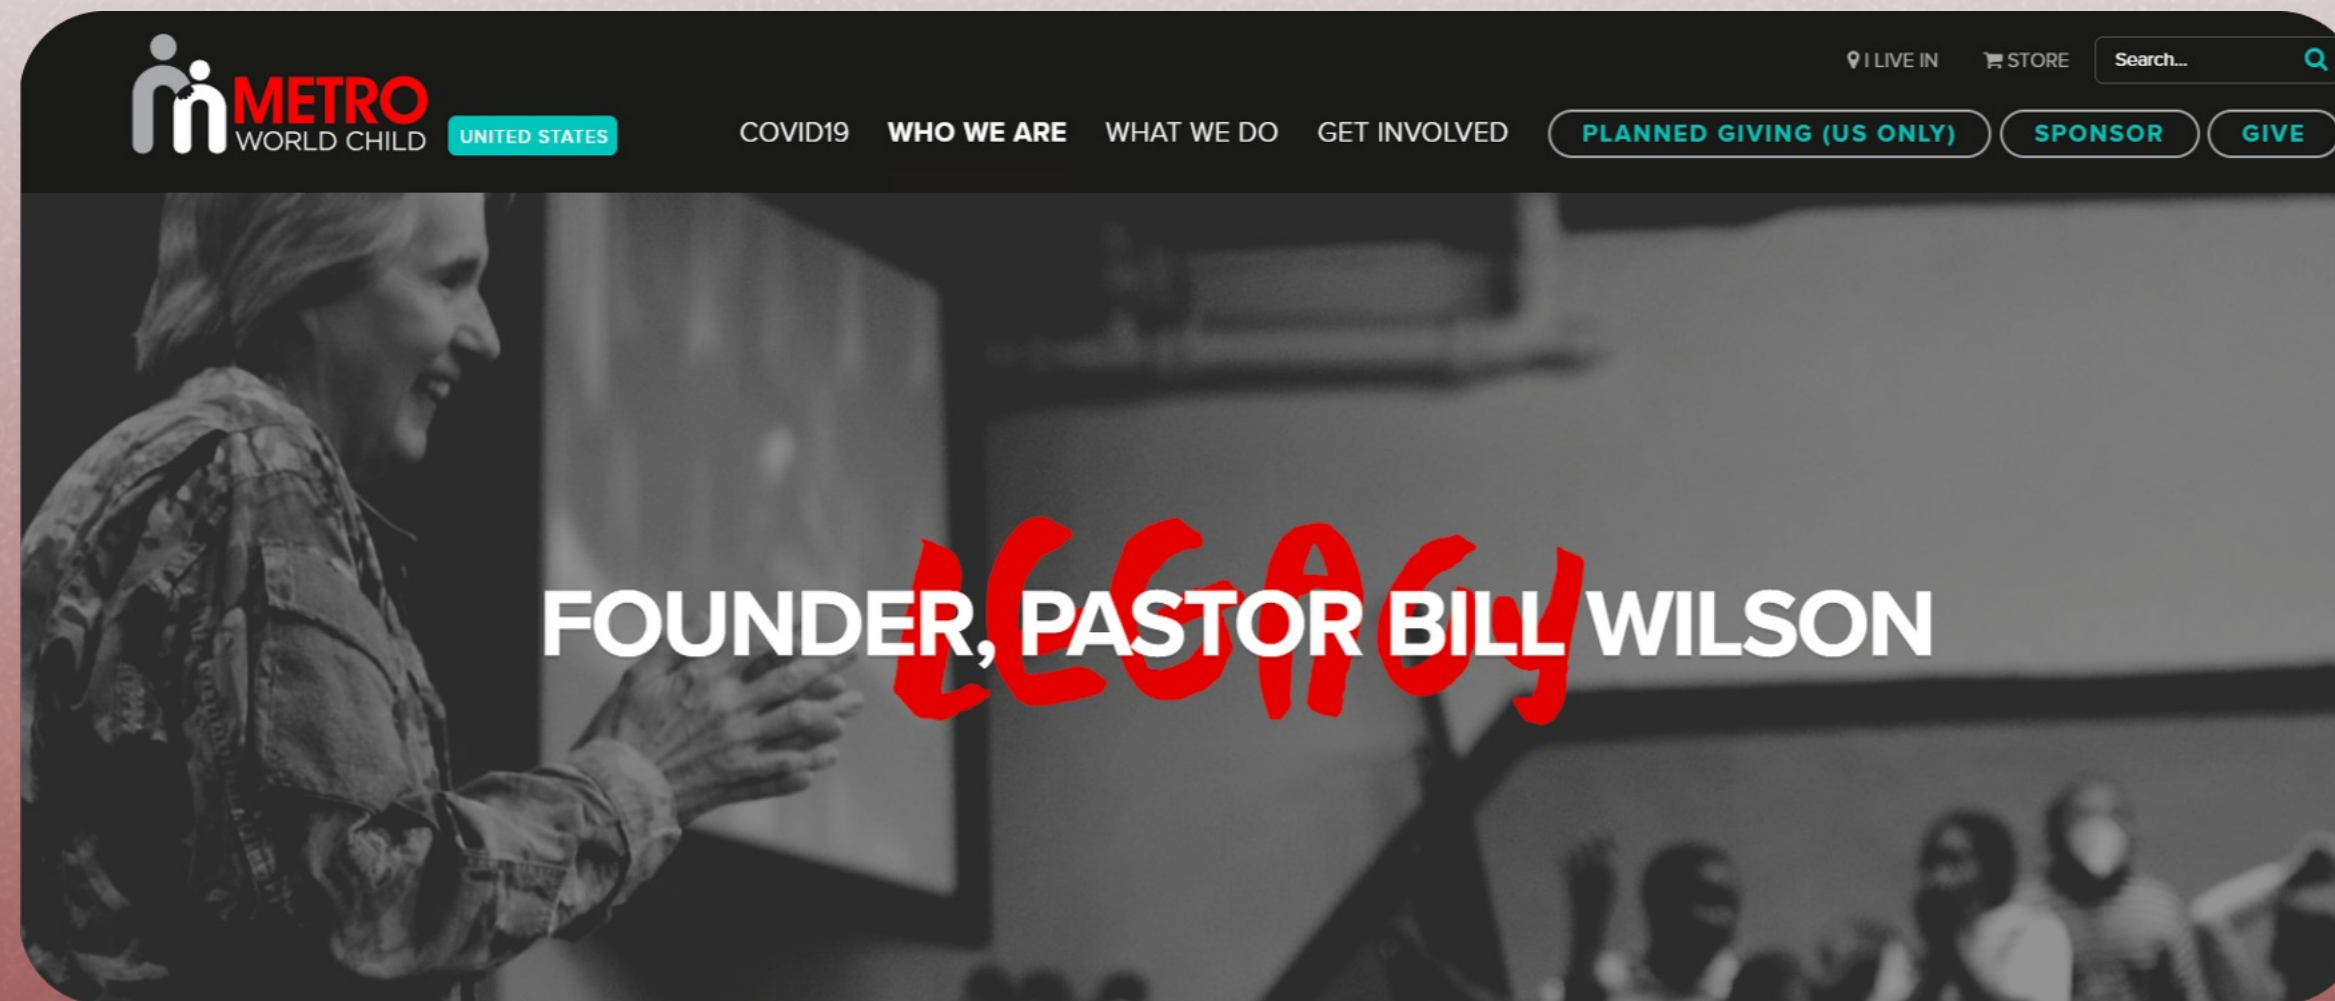 I LIVE IN
STORE
Search...
METRO
WORLD CHILD
UNITED STATES
COVID19
WHO WE ARE
WHAT WE DO
GET INVOLVED
PLANNED GIVING (US ONLY)
SPONSOR
GIVE
LEGACY
FOUNDER, PASTOR BILL WILSON